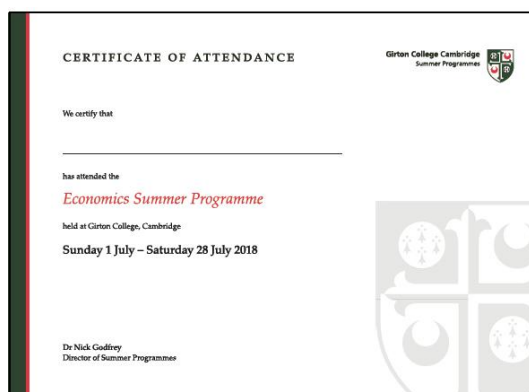 CERTIFICATE OF ATTENDANCE
Girton College Cambridge
Summer Programmes
We certify that
has attended the
Economics Summer Programme
held at Girton College, Cambridge
Sunday 1 July – Saturday 28 July 2018
Dr Nick Godfrey
Director of Summer Programmes